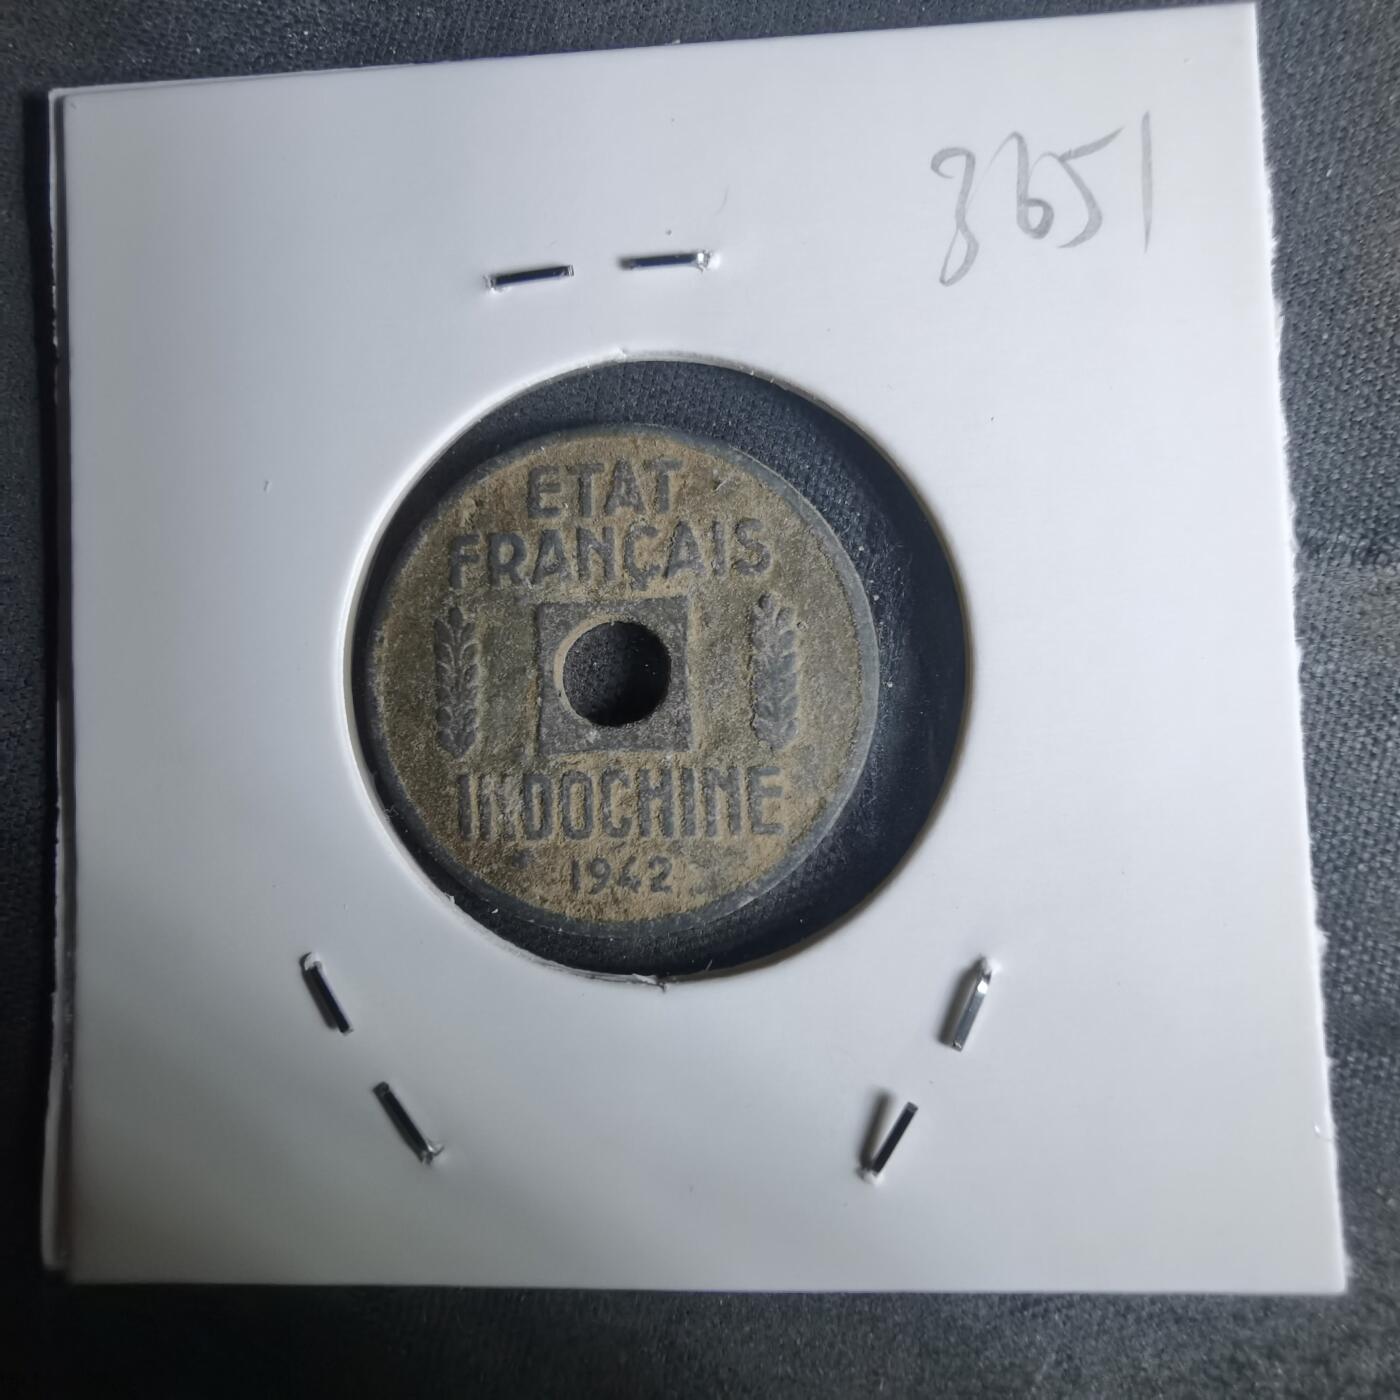 8651
ETAT
FRANÇAIS
INDOCHINE
1942